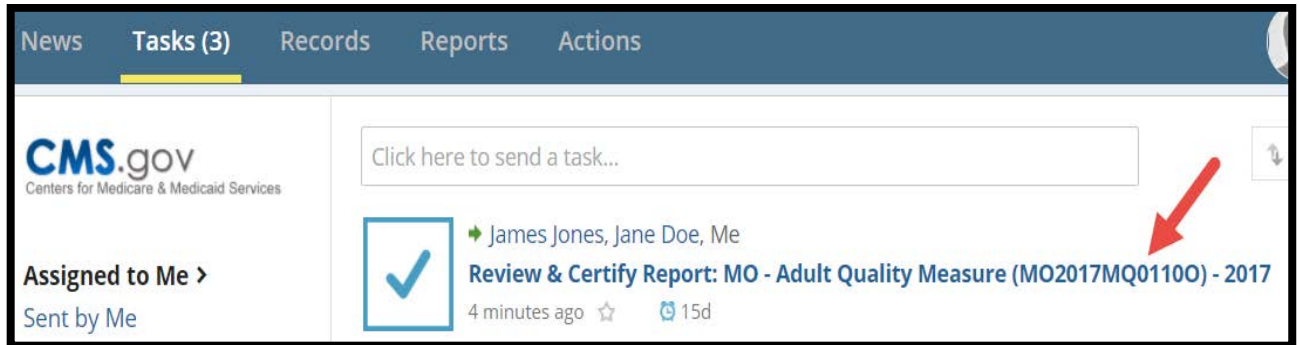 News Tasks (3) Records Reports Actions
CMS.gov
Centers for Medicare & Medicaid Services
Click here to send a task...
James Jones, Jane Doe, Me
Assigned to Me >
Review & Certify Report: MO - Adult Quality Measure (MO2017MQ0110O) - 2017
Sent by Me
4 minutes ago 15d